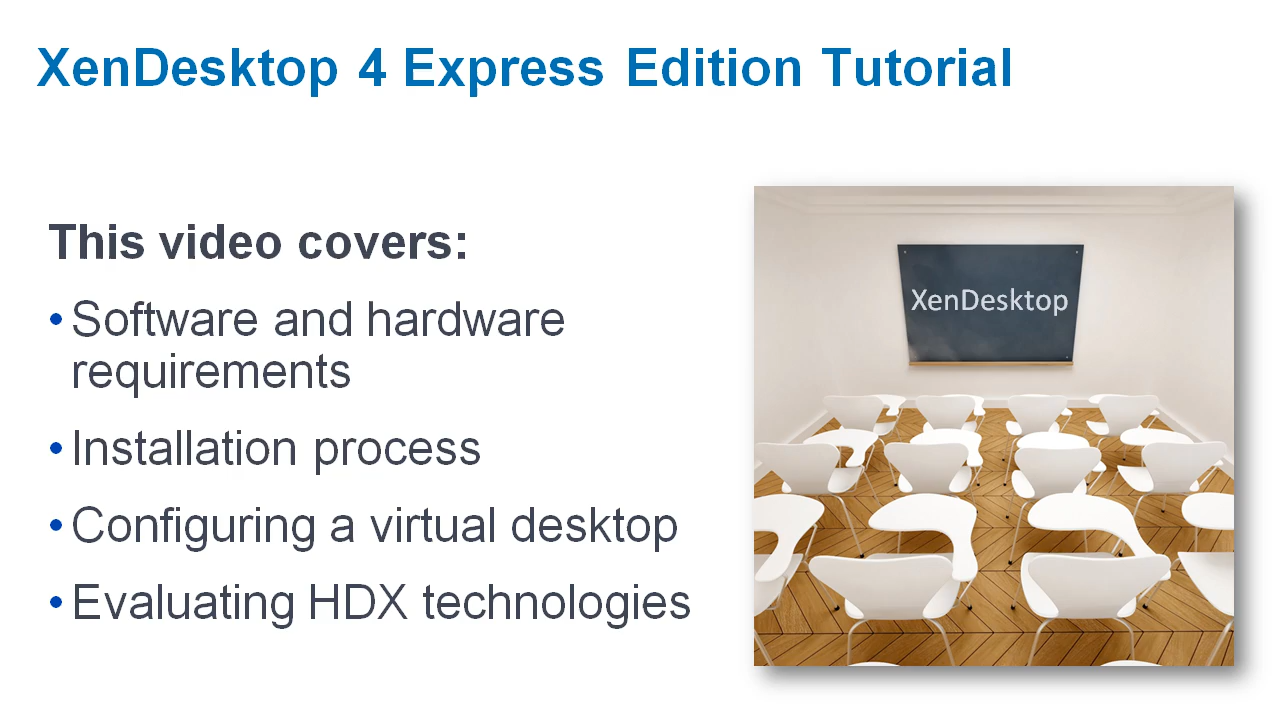 XenDesktop 4 Express Edition Tutorial
This video covers:
•Software and hardware
requirements
•Installation process
•Configuring a virtual desktop
•Evaluating HDX technologies
XenDesktop